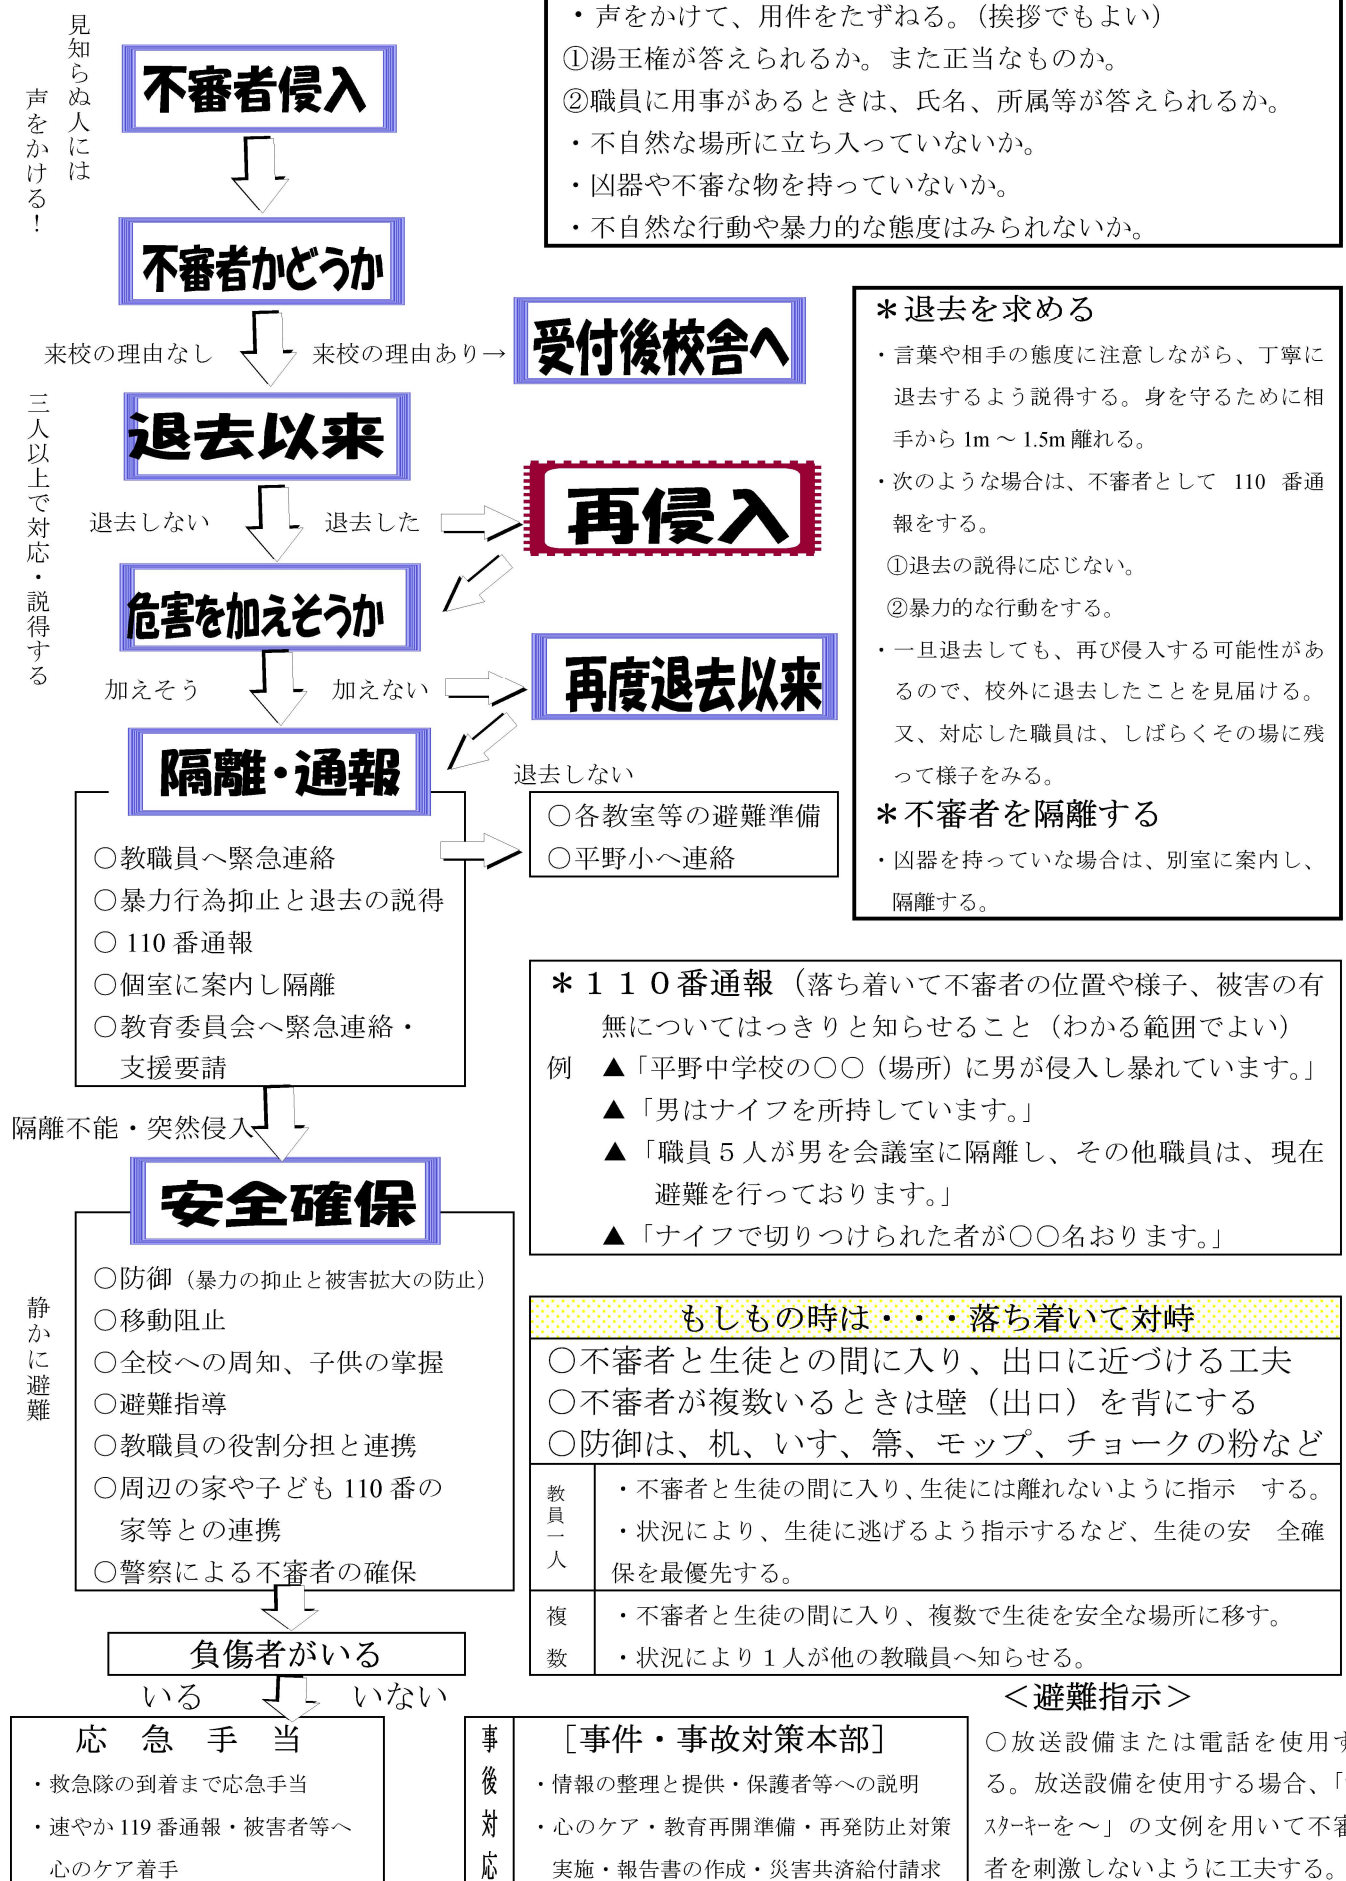 見知らぬ人には
声をかける！
不審者侵入
・声をかけて、用件をたずねる。（挨拶でもよい）
①湯王権が答えられるか。また正当なものか。
②職員に用事があるときは、氏名、所属等が答えられるか。
・不自然な場所に立ち入っていないか。
・凶器や不審な物を持っていないか。
・不自然な行動や暴力的な態度はみられないか。
不審者かどうか
来校の理由なし
来校の理由あり→
受付後校舎へ
三人以上で対応・説得する
退去以来
退去しない
退去した
再侵入
危害を加えそうか
加えそう
加えない
再度退去以来
退去しない
隔離・通報
○教職員へ緊急連絡
○暴力行為抑止と退去の説得
○110番通報
○個室に案内し隔離
○教育委員会へ緊急連絡・
支援要請
○各教室等の避難準備
○平野小へ連絡
＊退去を求める
・言葉や相手の態度に注意しながら、丁寧に
退去するよう説得する。身を守るために相
手から1m～1.5m離れる。
・次のような場合は、不審者として 110 番通
報をする。
①退去の説得に応じない。
②暴力的な行動をする。
・一旦退去しても、再び侵入する可能性があ
るので、校外に退去したことを見届ける。
又、対応した職員は、しばらくその場に残
って様子をみる。
＊不審者を隔離する
・凶器を持っていな場合は、別室に案内し、
隔離する。
＊１１０番通報（落ち着いて不審者の位置や様子、被害の有
無についてはっきりと知らせること（わかる範囲でよい）
例　▲「平野中学校の○○（場所）に男が侵入し暴れています。」
▲「男はナイフを所持しています。」
▲「職員５人が男を会議室に隔離し、その他職員は、現在
避難を行っております。」
▲「ナイフで切りつけられた者が○○名おります。」
隔離不能・突然侵入
安全確保
静かに避難
○防御（暴力の抑止と被害拡大の防止）
○移動阻止
○全校への周知、子供の掌握
○避難指導
○教職員の役割分担と連携
○周辺の家や子ども110番の
家等との連携
○警察による不審者の確保
もしもの時は・・・落ち着いて対峙
○不審者と生徒との間に入り、出口に近づける工夫
○不審者が複数いるときは壁（出口）を背にする
○防御は、机、いす、箒、モップ、チョークの粉など
教員一人
・不審者と生徒の間に入り、生徒には離れないように指示　する。
・状況により、生徒に逃げるよう指示するなど、生徒の安　全確
保を最優先する。
複数
・不審者と生徒の間に入り、複数で生徒を安全な場所に移す。
・状況により１人が他の教職員へ知らせる。
負傷者がいる
いる
いない
応急手当
・救急隊の到着まで応急手当
・速やか119番通報・被害者等へ
心のケア着手
事後対応
［事件・事故対策本部］
・情報の整理と提供・保護者等への説明
・心のケア・教育再開準備・再発防止対策
実施・報告書の作成・災害共済給付請求
＜避難指示＞
○放送設備または電話を使用す
る。放送設備を使用する場合、「
ｽﾀｰｷｰを～」の文例を用いて不審
者を刺激しないように工夫する。